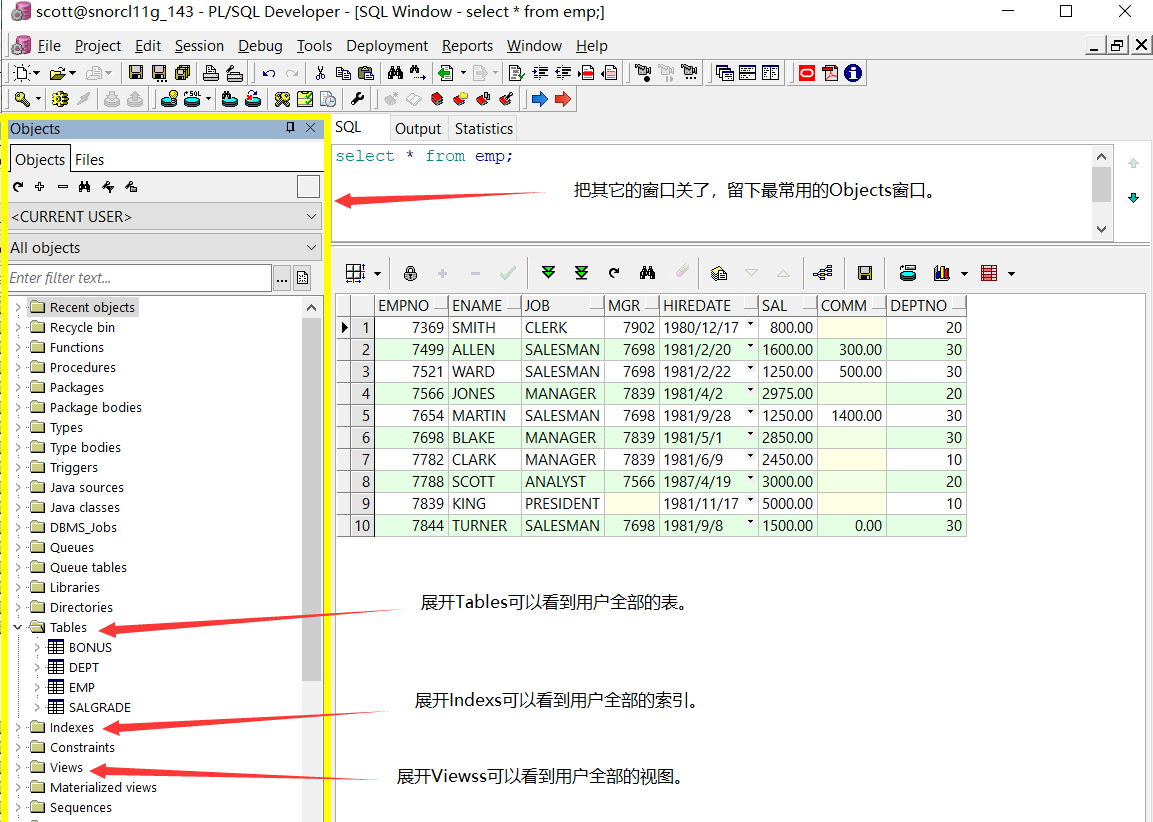 scott@snorcl11g_143 - PL/SQL Developer - [SQL Window - select * from emp;]
File Project Edit Session Debug Tools Deployment Reports Window Help
Objects
Objects Files
<CURRENT USER>
All objects
Enter filter text...
Recent objects
Recycle bin
Functions
Procedures
Packages
Package bodies
Types
Type bodies
Triggers
Java sources
Java classes
DBMS_Jobs
Queues
Queue tables
Libraries
Directories
Tables
BONUS
DEPT
EMP
SALGRADE
Indexes
Constraints
Views
Materialized views
Sequences
SQL Output Statistics
select * from emp;
把其它的窗口关了，留下最常用的Objects窗口。
EMPNO ENAME JOB MGR HIREDATE SAL COMM DEPTNO
1 7369 SMITH CLERK 7902 1980/12/17 800.00 20
2 7499 ALLEN SALESMAN 7698 1981/2/20 1600.00 300.00 30
3 7521 WARD SALESMAN 7698 1981/2/22 1250.00 500.00 30
4 7566 JONES MANAGER 7839 1981/4/2 2975.00 20
5 7654 MARTIN SALESMAN 7698 1981/9/28 1250.00 1400.00 30
6 7698 BLAKE MANAGER 7839 1981/5/1 2850.00 30
7 7782 CLARK MANAGER 7839 1981/6/9 2450.00 10
8 7788 SCOTT ANALYST 7566 1987/4/19 3000.00 20
9 7839 KING PRESIDENT 1981/11/17 5000.00 10
10 7844 TURNER SALESMAN 7698 1981/9/8 1500.00 0.00 30
展开Tables可以看到用户全部的表。
展开Indexs可以看到用户全部的索引。
展开Viewss可以看到用户全部的视图。